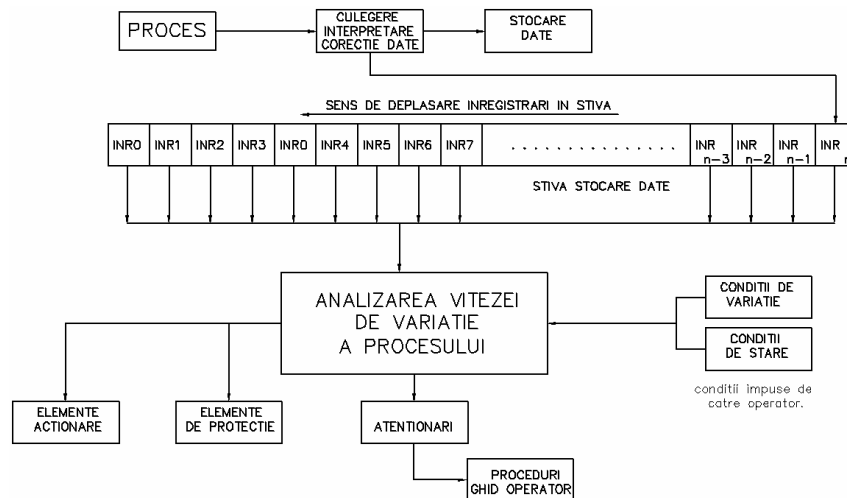 PROCES
CULEGERE
INTERPRETARE
CORECTIE DATE
STOCARE
DATE
SENS DE DEPLASARE INREGISTRARI IN STIVA
INR0 INR1 INR2 INR3 INR0 INR4 INR5 INR6 INR7 . . . . . . . . . . . . . . . INR n-3 INR n-2 INR n-1 INR n
STIVA STOCARE DATE
ANALIZAREA VITEZEI
DE VARIATIE
A PROCESULUI
CONDITII DE
VARIATIE
CONDITII
DE STARE
conditii impuse de
catre operator.
ELEMENTE
ACTIONARE
ELEMENTE
DE PROTECTIE
ATENTIONARI
PROCEDURI
GHID OPERATOR